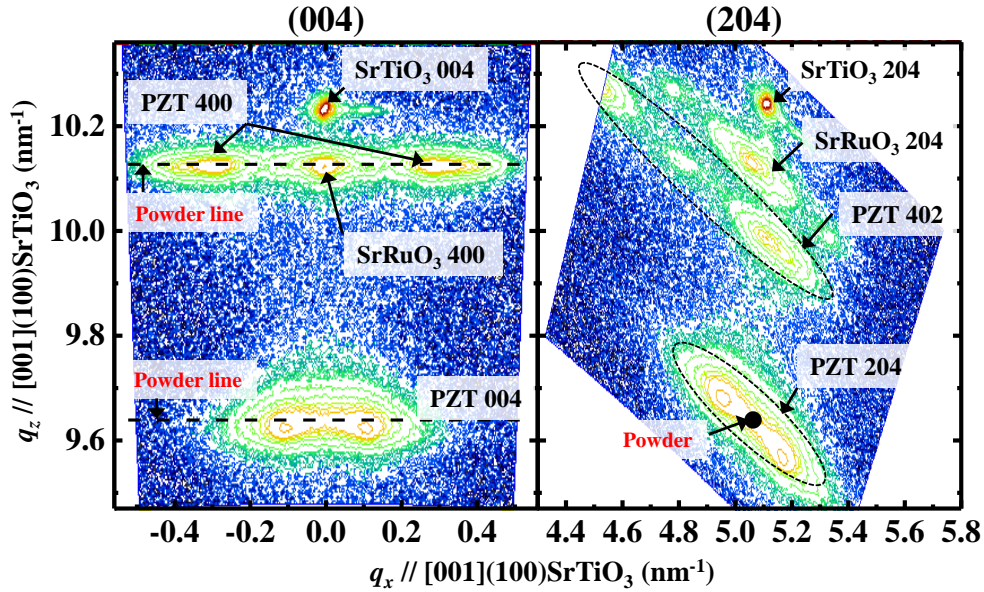 (004)
(204)
SrTiO₃ 004
PZT 400
Powder line
SrRuO₃ 400
Powder line
PZT 004
SrTiO₃ 204
SrRuO₃ 204
PZT 402
PZT 204
Powder
10.2
10.0
9.8
9.6
-0.4 -0.2 0.0 0.2 0.4
4.4 4.6 4.8 5.0 5.2 5.4 5.6 5.8
qz // [001](100)SrTiO₃ (nm⁻¹)
qx // [001](100)SrTiO₃ (nm⁻¹)